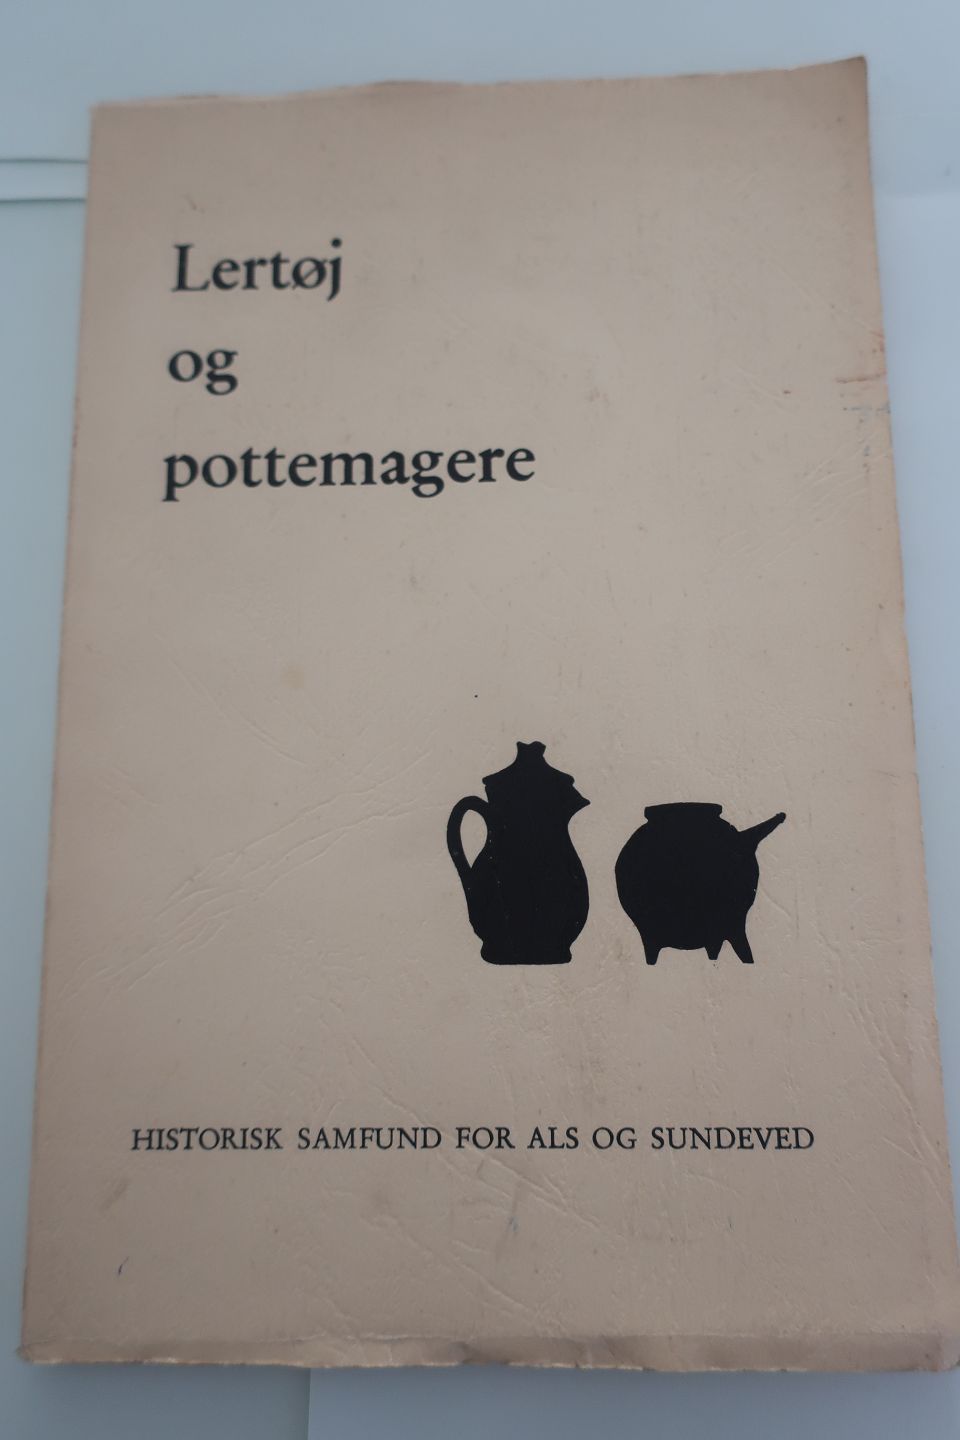 Lertøj
og
pottemagere
HISTORISK SAMFUND FOR ALS OG SUNDEVED